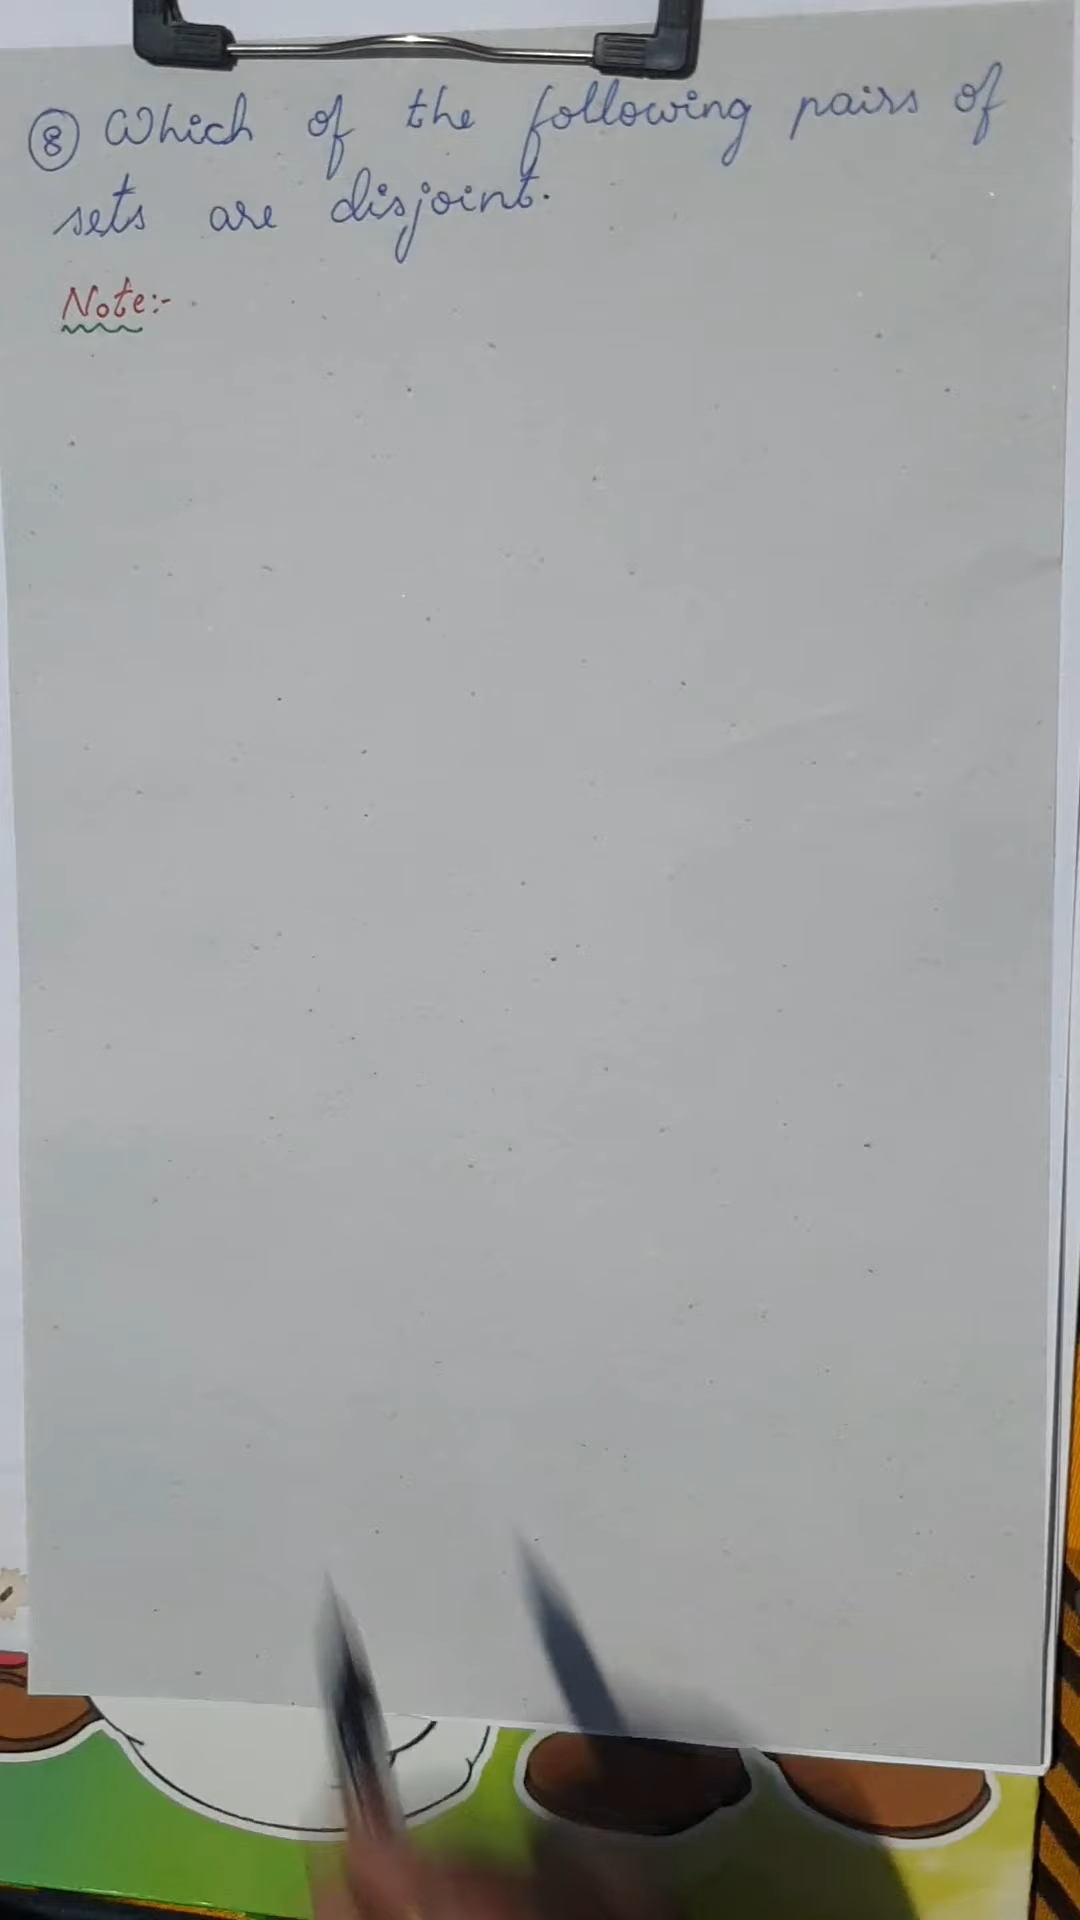 ⑧ Which of the following pairs of
sets are disjoint.
Note:-